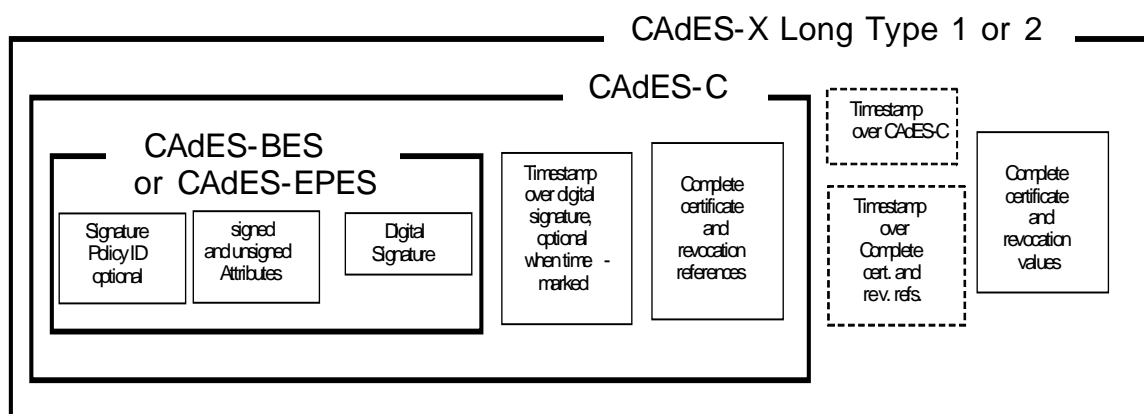 CAdES-X Long Type 1 or 2
CAdES-C
CAdES-BES
or CAdES-EPES
Signature
Policy ID
optional
signed
and unsigned
Attributes
Digital
Signature
Timestamp
over digital
signature,
optional
when time -
marked
Complete
certificate
and
revocation
references
Timestamp
over CAdES-C
Timestamp
over
Complete
cert. and
rev. refs.
Complete
certificate
and
revocation
values